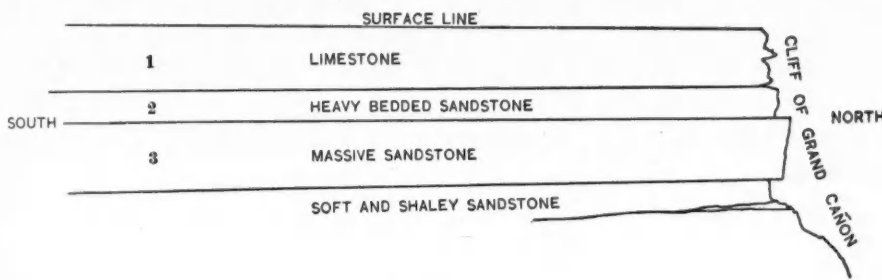 SURFACE LINE
1 LIMESTONE
2 HEAVY BEDDED SANDSTONE
SOUTH
NORTH
3 MASSIVE SANDSTONE
SOFT AND SHALEY SANDSTONE
CLIFF OF GRAND CAÑON